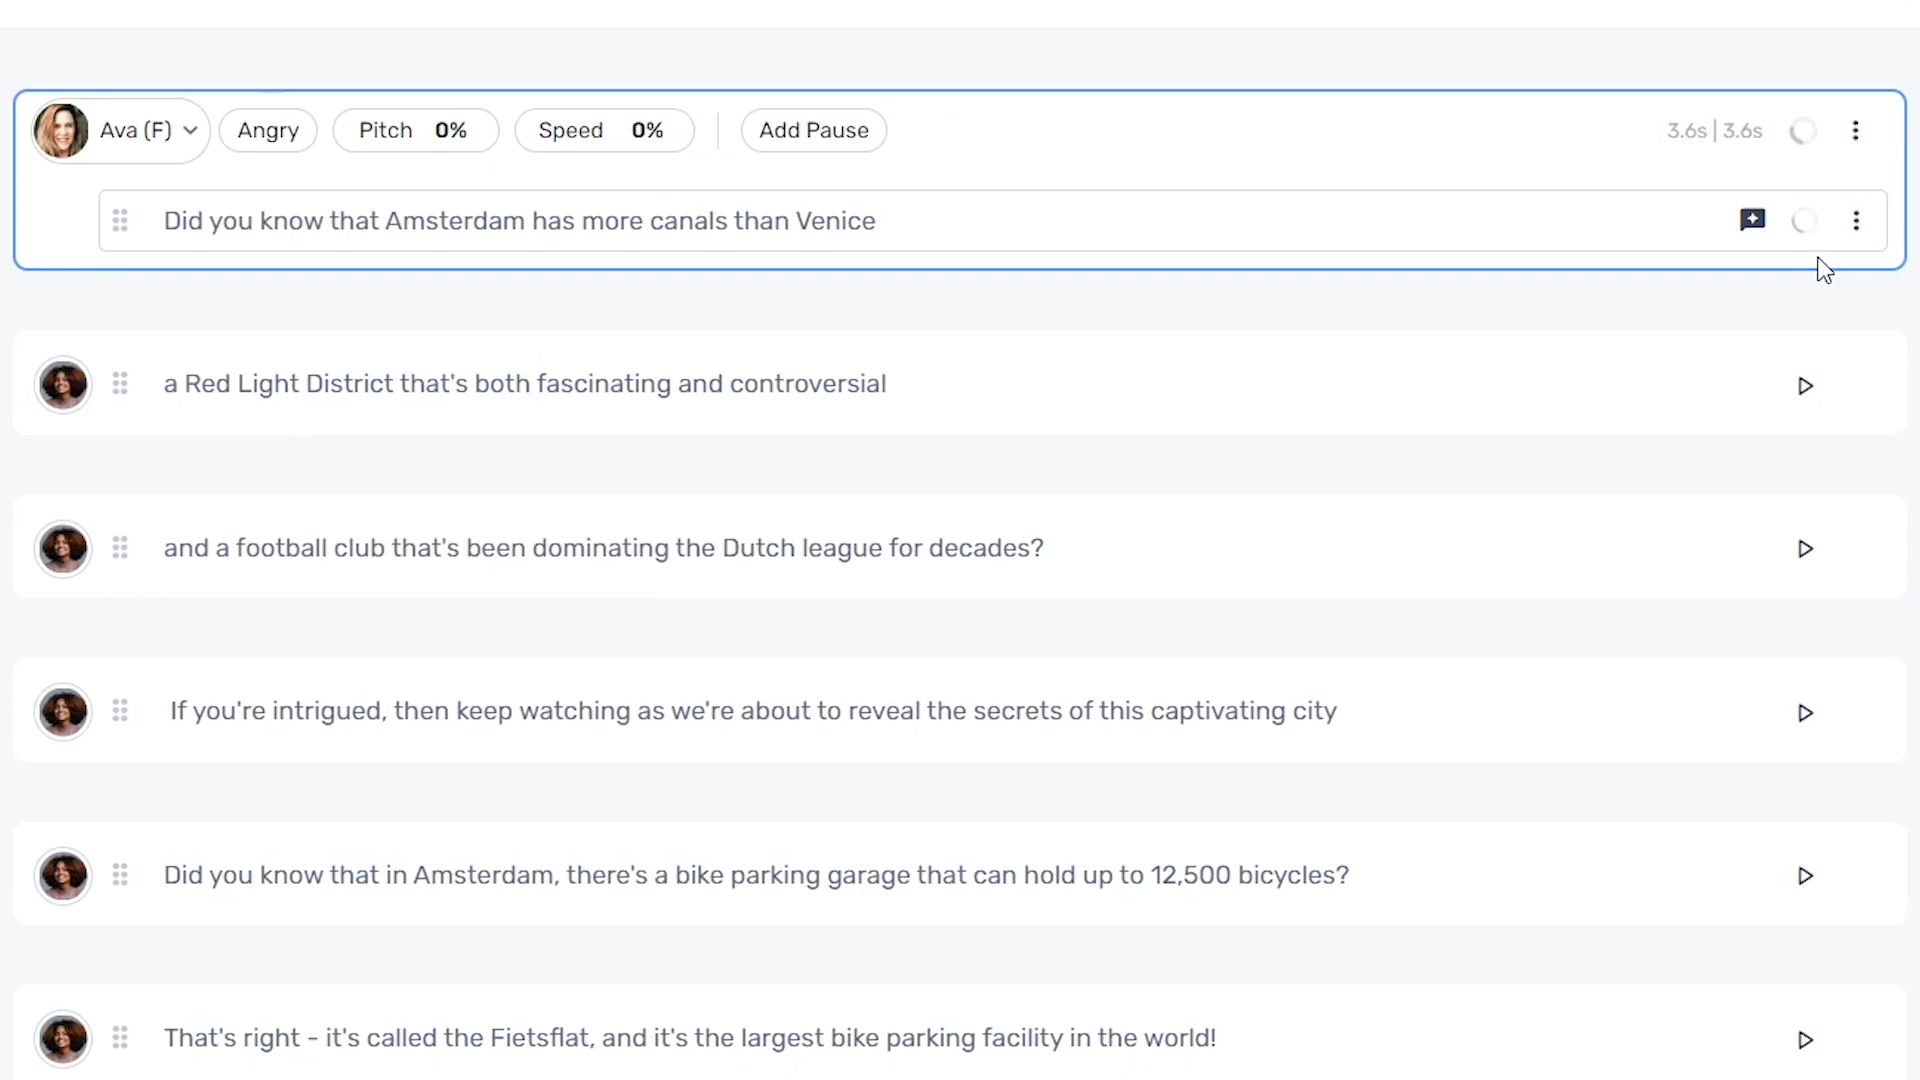 Ava (F) Angry Pitch 0% Speed 0% Add Pause 3.6s | 3.6s
Did you know that Amsterdam has more canals than Venice
a Red Light District that's both fascinating and controversial
and a football club that's been dominating the Dutch league for decades?
If you're intrigued, then keep watching as we're about to reveal the secrets of this captivating city
Did you know that in Amsterdam, there's a bike parking garage that can hold up to 12,500 bicycles?
That's right - it's called the Fietsflat, and it's the largest bike parking facility in the world!